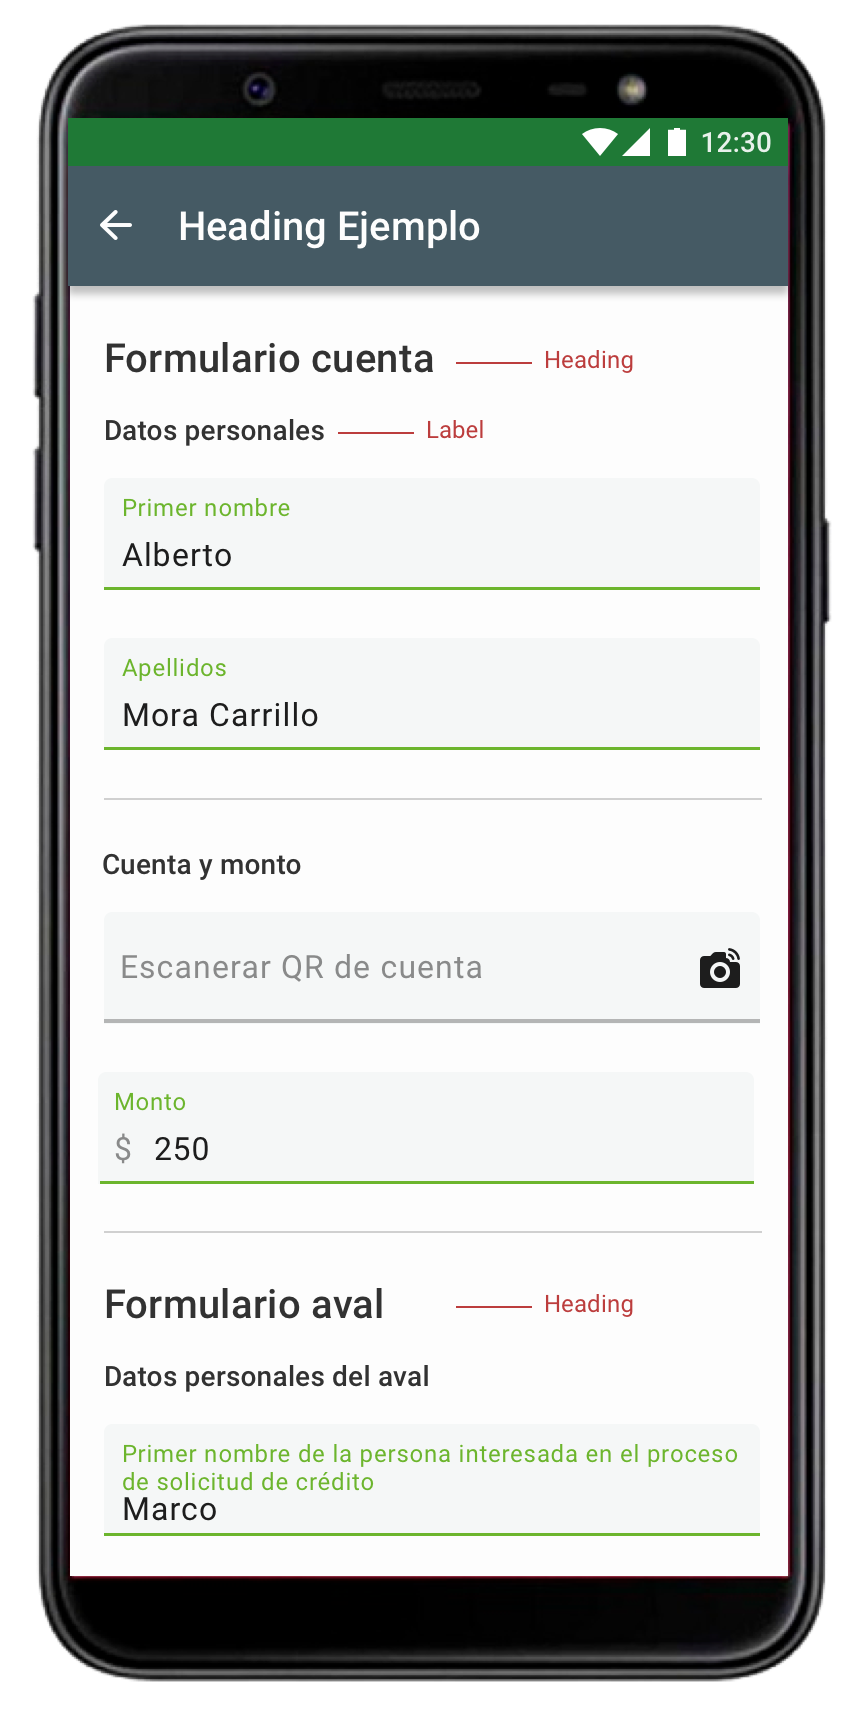 12:30
Heading Ejemplo
Formulario cuenta Heading
Datos personales Label
Primer nombre
Alberto
Apellidos
Mora Carrillo
Cuenta y monto
Escanerar QR de cuenta
Monto
$ 250
Formulario aval Heading
Datos personales del aval
Primer nombre de la persona interesada en el proceso
de solicitud de crédito
Marco